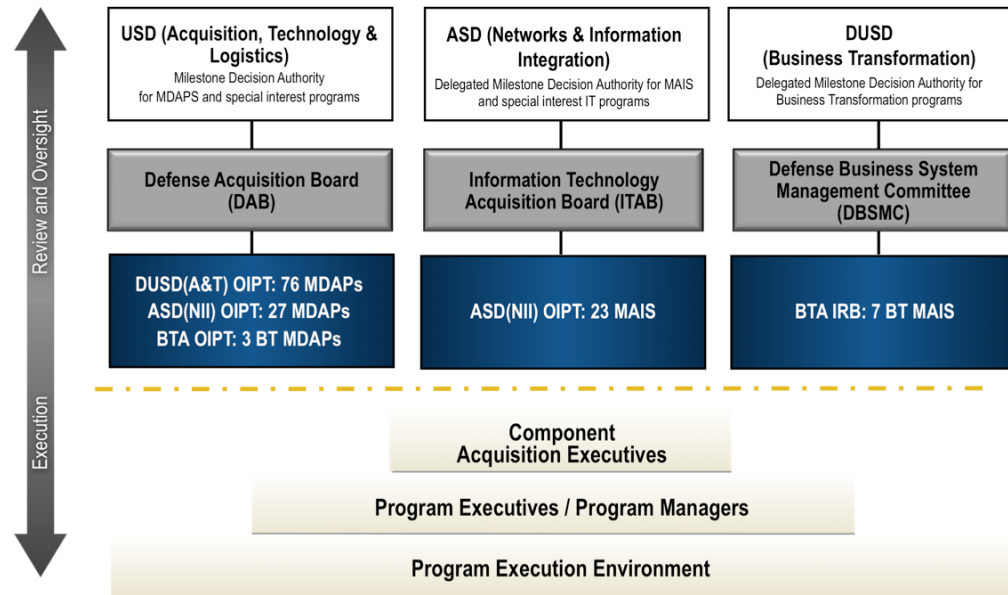 USD (Acquisition, Technology &
Logistics)
Milestone Decision Authority
for MDAPS and special interest programs
ASD (Networks & Information
Integration)
Delegated Milestone Decision Authority for MAIS
and special interest IT programs
DUSD
(Business Transformation)
Delegated Milestone Decision Authority for
Business Transformation programs
Review and Oversight
Defense Acquisition Board
(DAB)
Information Technology
Acquisition Board (ITAB)
Defense Business System
Management Committee
(DBSMC)
DUSD(A&T) OIPT: 76 MDAPs
ASD(NII) OIPT: 27 MDAPs
BTA OIPT: 3 BT MDAPs
ASD(NII) OIPT: 23 MAIS
BTA IRB: 7 BT MAIS
Execution
Component
Acquisition Executives
Program Executives / Program Managers
Program Execution Environment